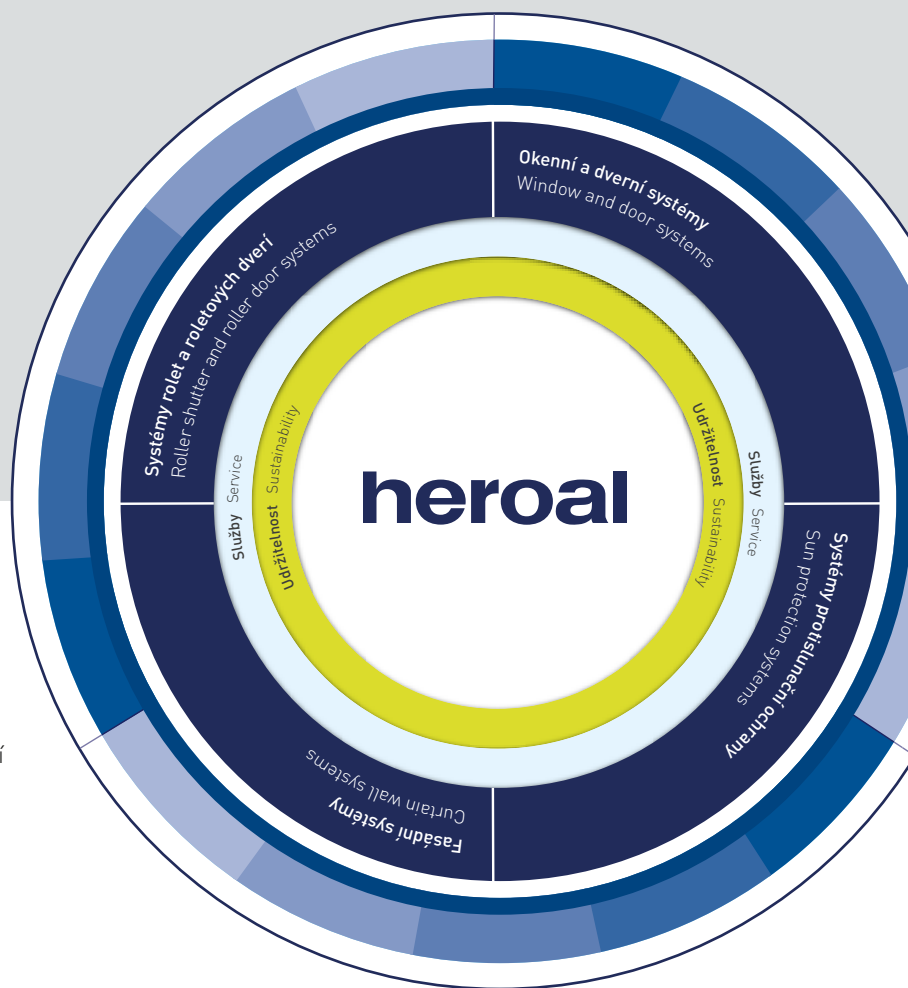 Okenní a dverní systémy
Window and door systems
Systémy rolet a roletových dverí
Roller shutter and roller door systems
Služby Service
Udržitelnost Sustainability
heroal
Udržitelnost Sustainability
Služby Service
Systémy protisluneční ochrany
Sun protection systems
Fasádní systémy
Curtain wall systems
í